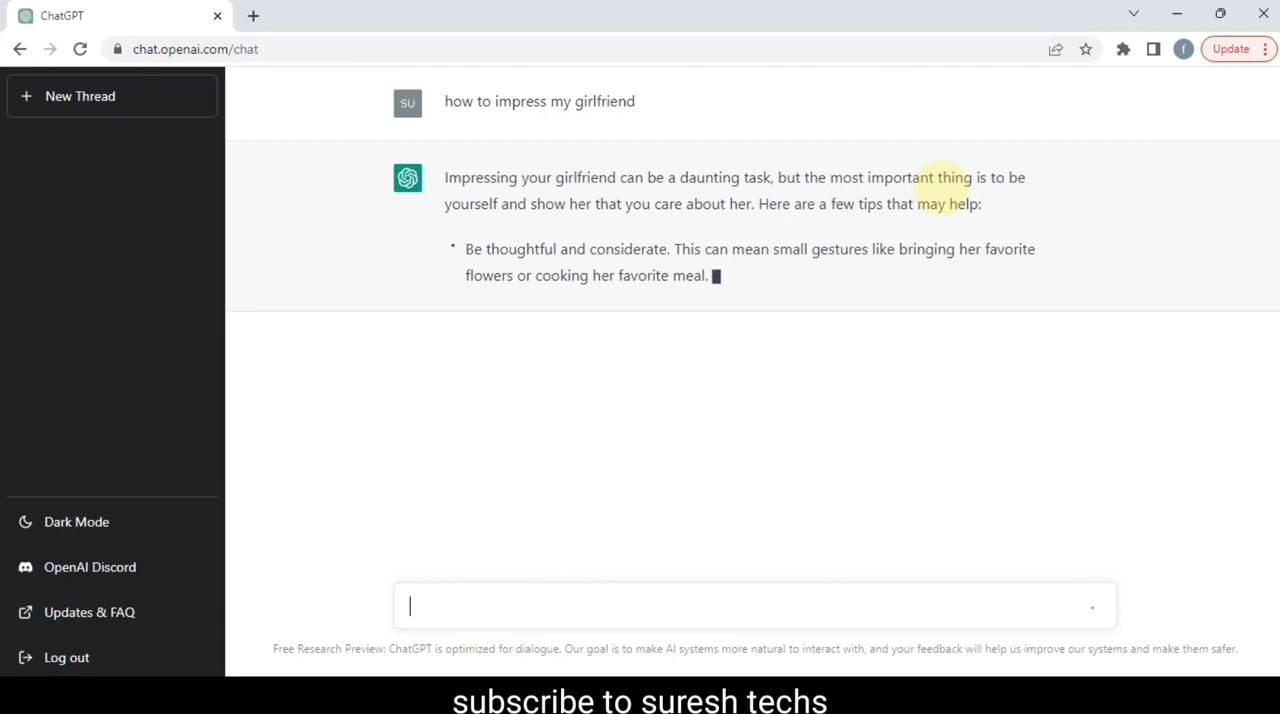 ChatGPT
chat.openai.com/chat
f
Update
New Thread
SU
how to impress my girlfriend
Impressing your girlfriend can be a daunting task, but the most important thing is to be
yourself and show her that you care about her. Here are a few tips that may help:
• Be thoughtful and considerate. This can mean small gestures like bringing her favorite
flowers or cooking her favorite meal.
Dark Mode
OpenAI Discord
Updates & FAQ
Log out
Free Research Preview: ChatGPT is optimized for dialogue. Our goal is to make AI systems more natural to interact with, and your feedback will help us improve our systems and make them safer.
subscribe to suresh techs